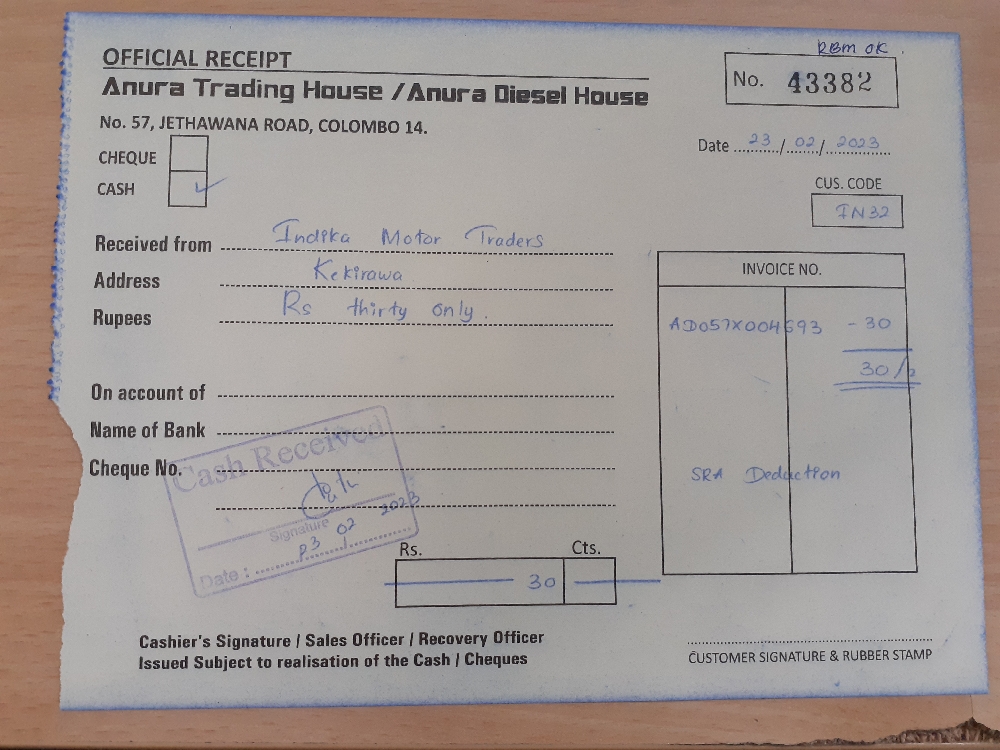 RBM OK
OFFICIAL RECEIPT
Anura Trading House / Anura Diesel House
No. 43382
No. 57, JETHAWANA ROAD, COLOMBO 14.
Date 23/02/2023
CHEQUE
CASH ✓
CUS. CODE
IN32
Received from Indika Motor Traders
Address Kekirawa
Rupees Rs thirty only.
INVOICE NO.
AD057X004693 - 30
30/=
On account of
Name of Bank
Cheque No.
SRA Deduction
Cash Received
Signature
Date : 23 02 2023
Rs. Cts.
30
Cashier's Signature / Sales Officer / Recovery Officer
Issued Subject to realisation of the Cash / Cheques
CUSTOMER SIGNATURE & RUBBER STAMP